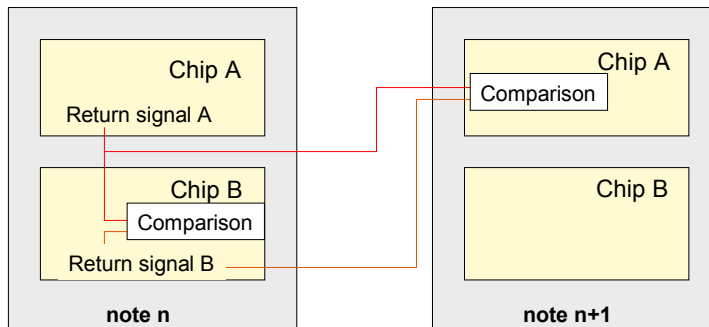 Chip A
Return signal A
Chip B
Comparison
Return signal B
note n
Chip A
Comparison
Chip B
note n+1